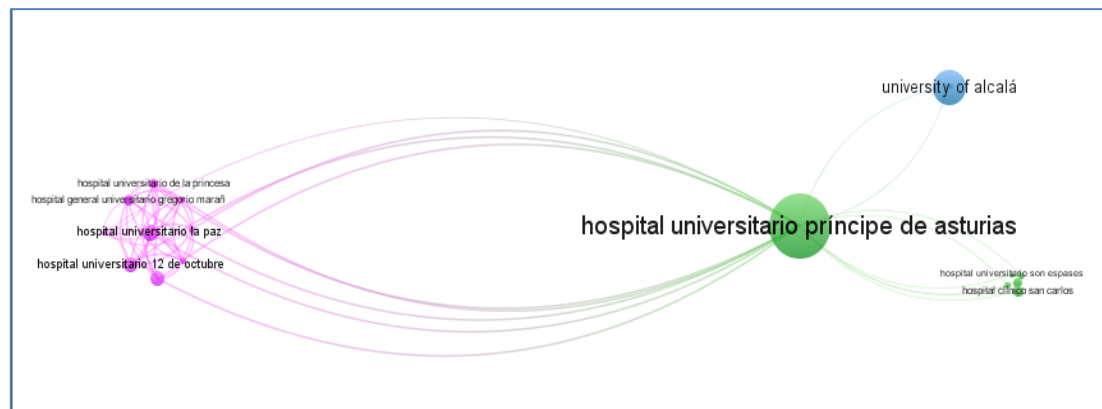 university of alcalá
hospital universitario de la princesa
hospital general universitario gregorio marañ
hospital universitario príncipe de asturias
hospital universitario la paz
hospital universitario 12 de octubre
hospital universitario son espases
hospital clínico san carlos